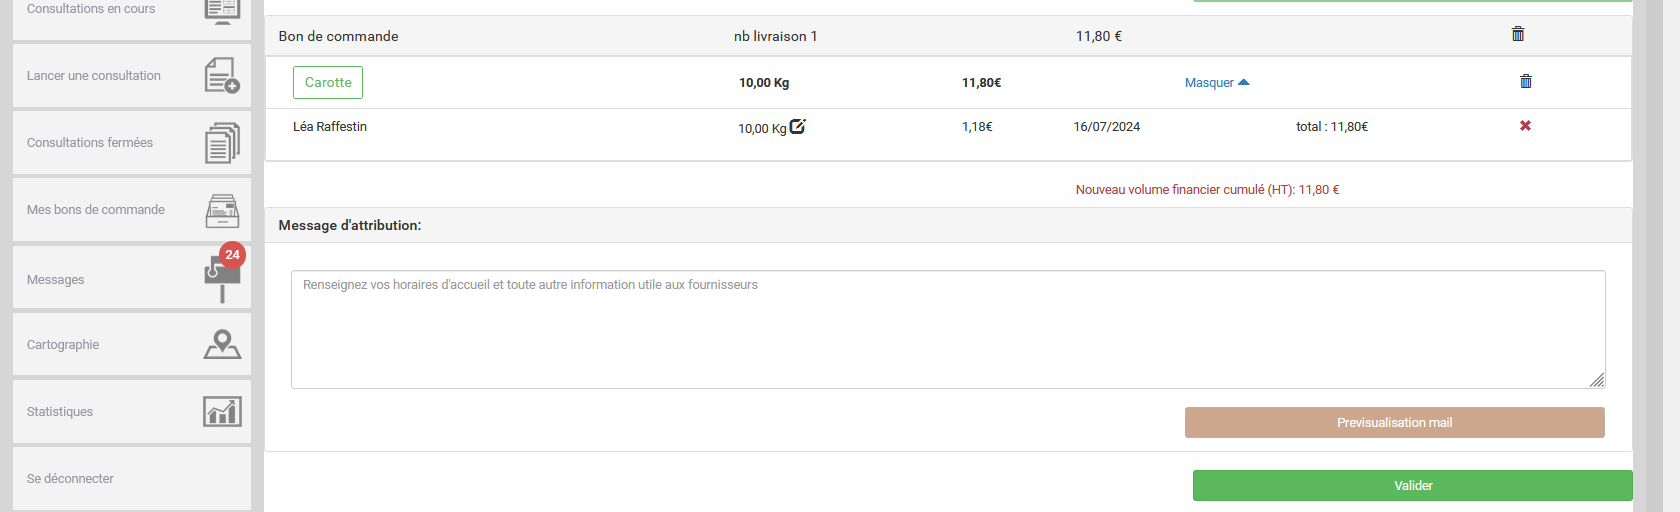 Consultations en cours
Lancer une consultation
Consultations fermées
Mes bons de commande
24
Messages
Cartographie
Statistiques
Se déconnecter
Bon de commande nb livraison 1 11,80 €
Carotte 10,00 Kg 11,80€ Masquer
Léa Raffestin 10,00 Kg 1,18€ 16/07/2024 total : 11,80€
Nouveau volume financier cumulé (HT): 11,80 €
Message d'attribution:
Renseignez vos horaires d'accueil et toute autre information utile aux fournisseurs
Previsualisation mail
Valider